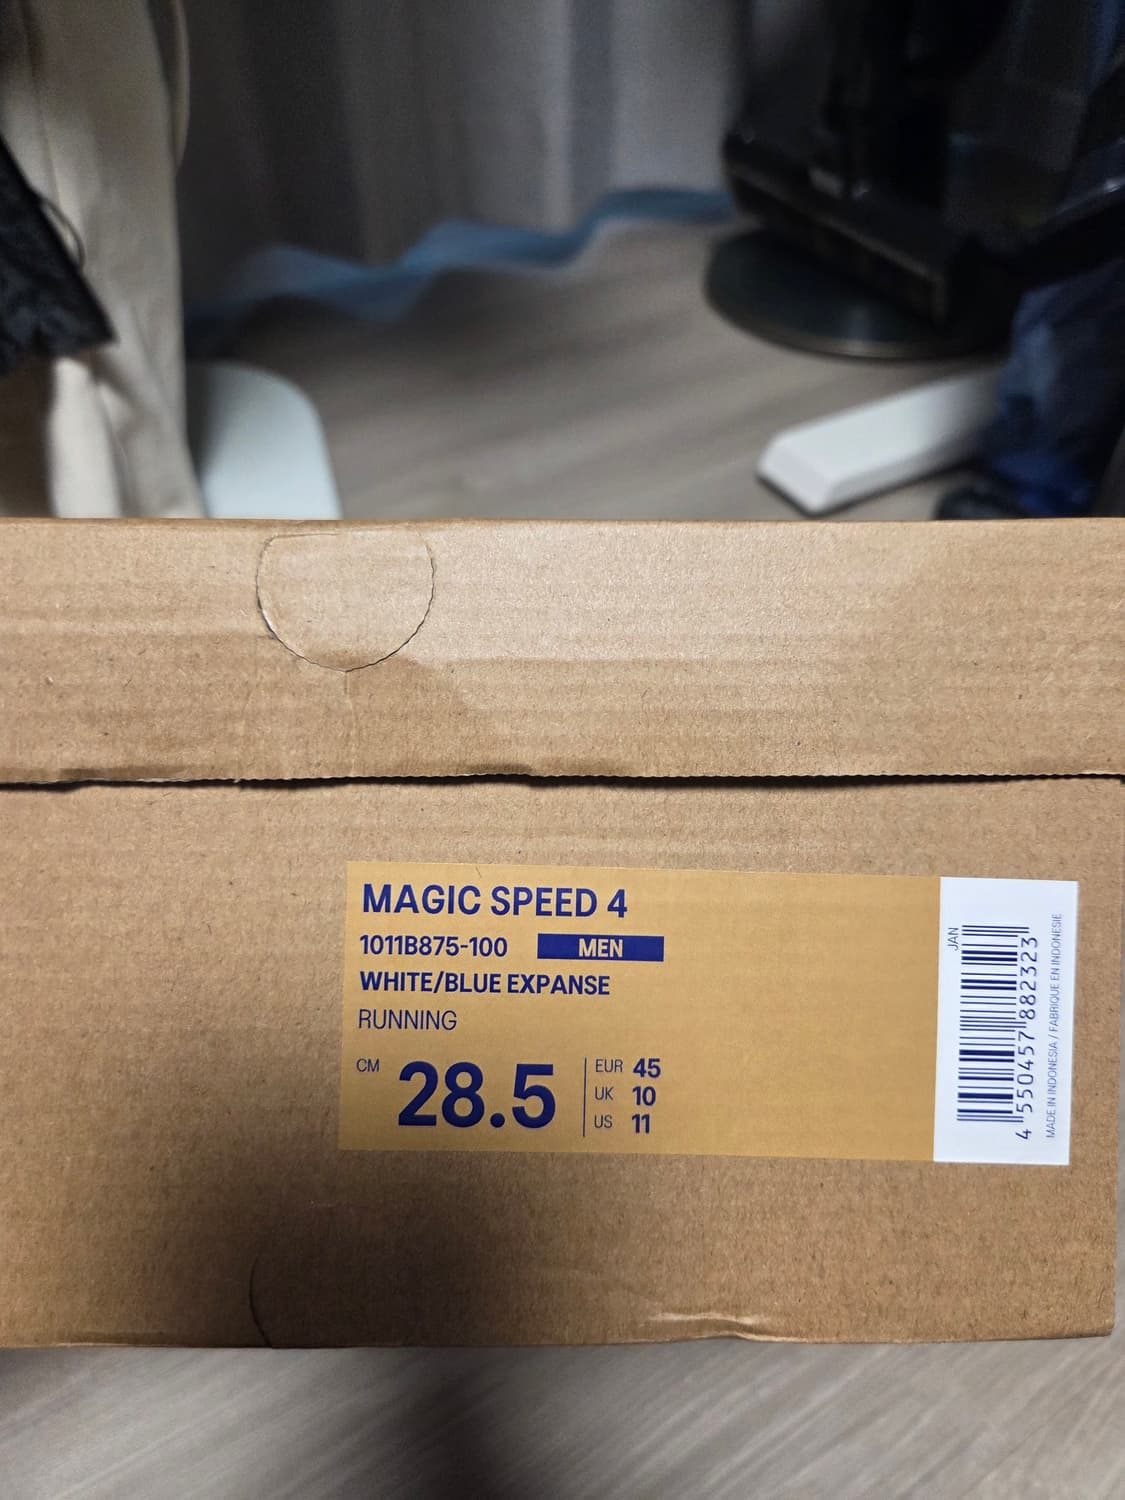 MAGIC SPEED 4
1011B875-100 MEN
WHITE/BLUE EXPANSE
RUNNING
CM 28.5
EUR 45
UK 10
US 11
JAN
4 550457 882323
MADE IN INDONESIA / FABRIQUE EN INDONESIE